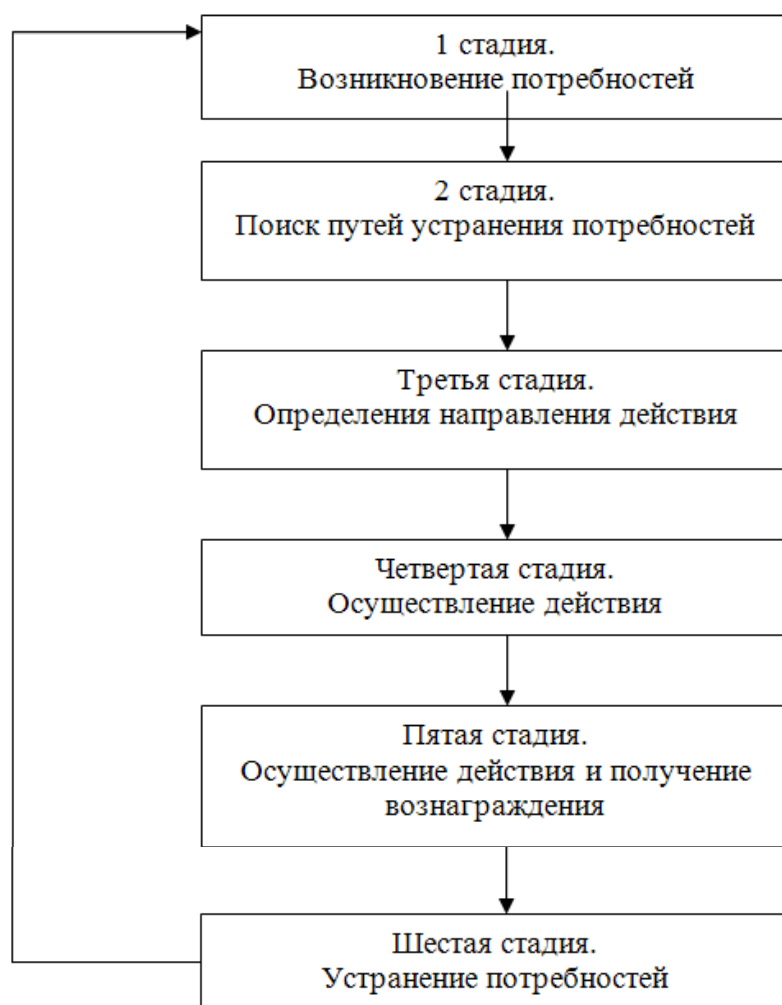 1 стадия.
Возникновение потребностей
2 стадия.
Поиск путей устранения потребностей
Третья стадия.
Определения направления действия
Четвертая стадия.
Осуществление действия
Пятая стадия.
Осуществление действия и получение
вознаграждения
Шестая стадия.
Устранение потребностей